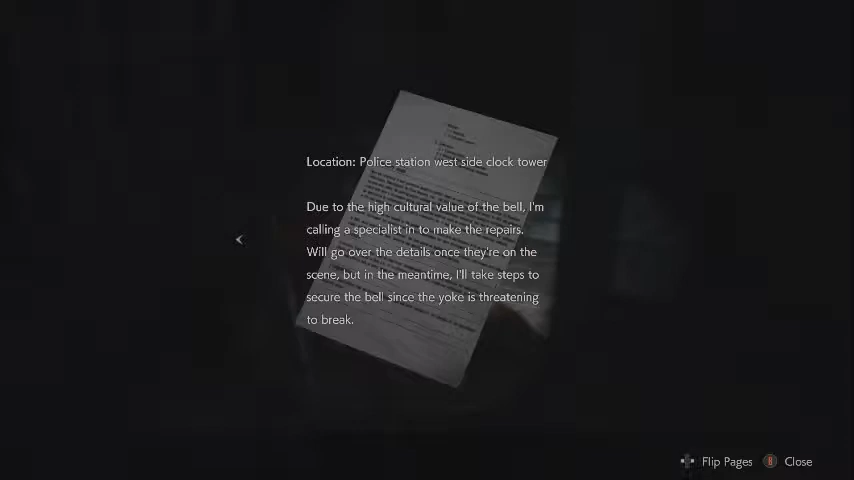 Location: Police station west side clock tower
Due to the high cultural value of the bell, I'm
calling a specialist in to make the repairs.
Will go over the details once they're on the
scene, but in the meantime, I'll take steps to
secure the bell since the yoke is threatening
to break.
Flip Pages B Close